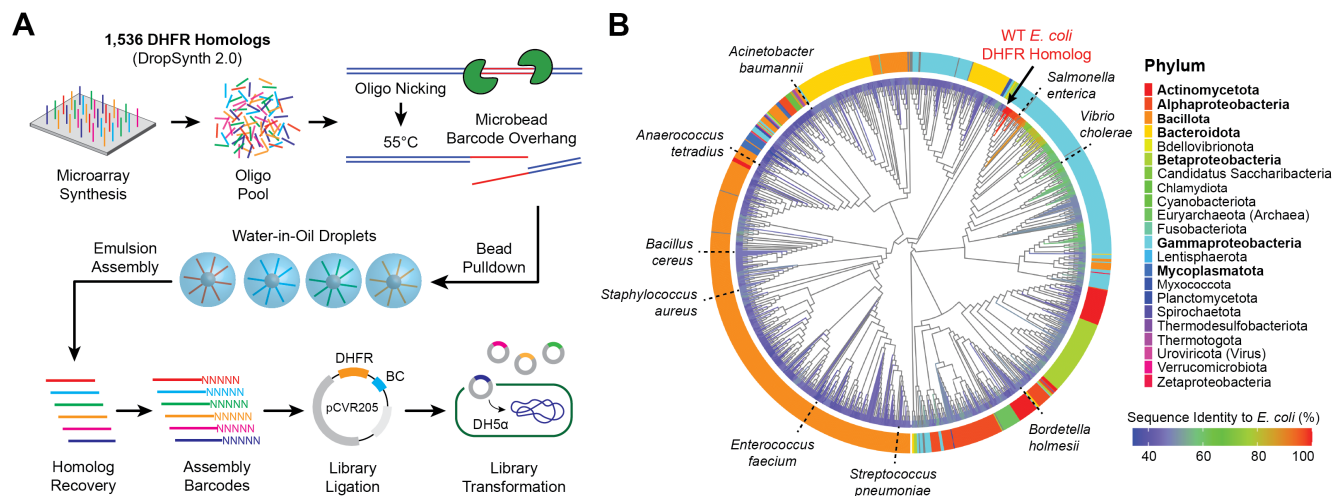 A
1,536 DHFR Homologs
(DropSynth 2.0)
Microarray
Synthesis
Oligo
Pool
Oligo Nicking
55°C
Microbead
Barcode Overhang
Water-in-Oil Droplets
Emulsion
Assembly
Bead
Pulldown
Homolog
Recovery
NNNNN
NNNNN
NNNNN
NNNNN
NNNNN
NNNNN
Assembly
Barcodes
DHFR
BC
pCVR205
Library
Ligation
DH5α
Library
Transformation
B
WT E. coli
DHFR Homolog
Acinetobacter
baumannii
Salmonella
enterica
Vibrio
cholerae
Anaerococcus
tetradius
Bacillus
cereus
Staphylococcus
aureus
Enterococcus
faecium
Streptococcus
pneumoniae
Bordetella
holmesii
Phylum
Actinomycetota
Alphaproteobacteria
Bacillota
Bacteroidota
Bdellovibrionota
Betaproteobacteria
Candidatus Saccharibacteria
Chlamydiota
Cyanobacteriota
Euryarchaeota (Archaea)
Fusobacteriota
Gammaproteobacteria
Lentisphaerota
Mycoplasmatota
Myxococcota
Planctomycetota
Spirochaetota
Thermodesulfobacteriota
Thermotogota
Uroviricota (Virus)
Verrucomicrobiota
Zetaproteobacteria
Sequence Identity to E. coli (%)
40 60 80 100